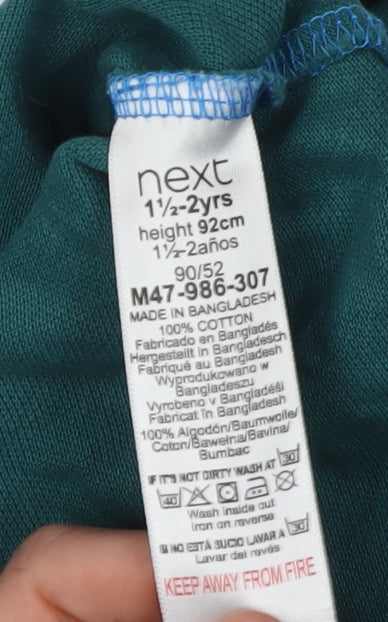 next
1½-2yrs
height 92cm
1½-2años
90/52
M47-986-307
MADE IN BANGLADESH
100% COTTON
Fabricado en Bangladés
Hergestellt in Bangladesch
Fabriqué au Bangladesh
Wyprodukowano w
Bangladeszu
Vyrobeno v Bangladéši
Fabricat în Bangladesh
100% Algodón/Baumwolle/
Coton/Bawełna/Bavlna/
Bumbac
IF IT'S NOT DIRTY WASH AT 30
40
Wash inside out
Iron on reverse
SI NO ESTÁ SUCIO LAVAR A 30
Lavar del revés
KEEP AWAY FROM FIRE